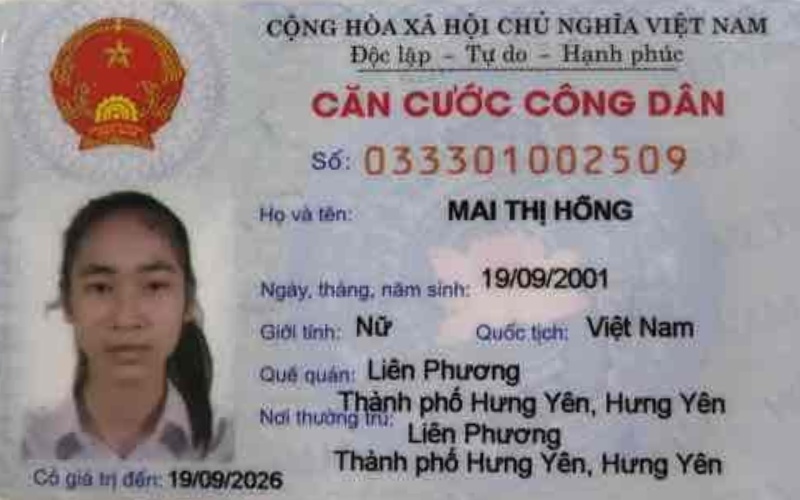 CỘNG HÒA XÃ HỘI CHỦ NGHĨA VIỆT NAM
Độc lập - Tự do - Hạnh phúc
CĂN CƯỚC CÔNG DÂN
Số: 033301002509
Họ và tên: MAI THỊ HỒNG
Ngày, tháng, năm sinh: 19/09/2001
Giới tính: Nữ Quốc tịch: Việt Nam
Quê quán: Liên Phương
Thành phố Hưng Yên, Hưng Yên
Nơi thường trú: Liên Phương
Thành phố Hưng Yên, Hưng Yên
Có giá trị đến: 19/09/2026